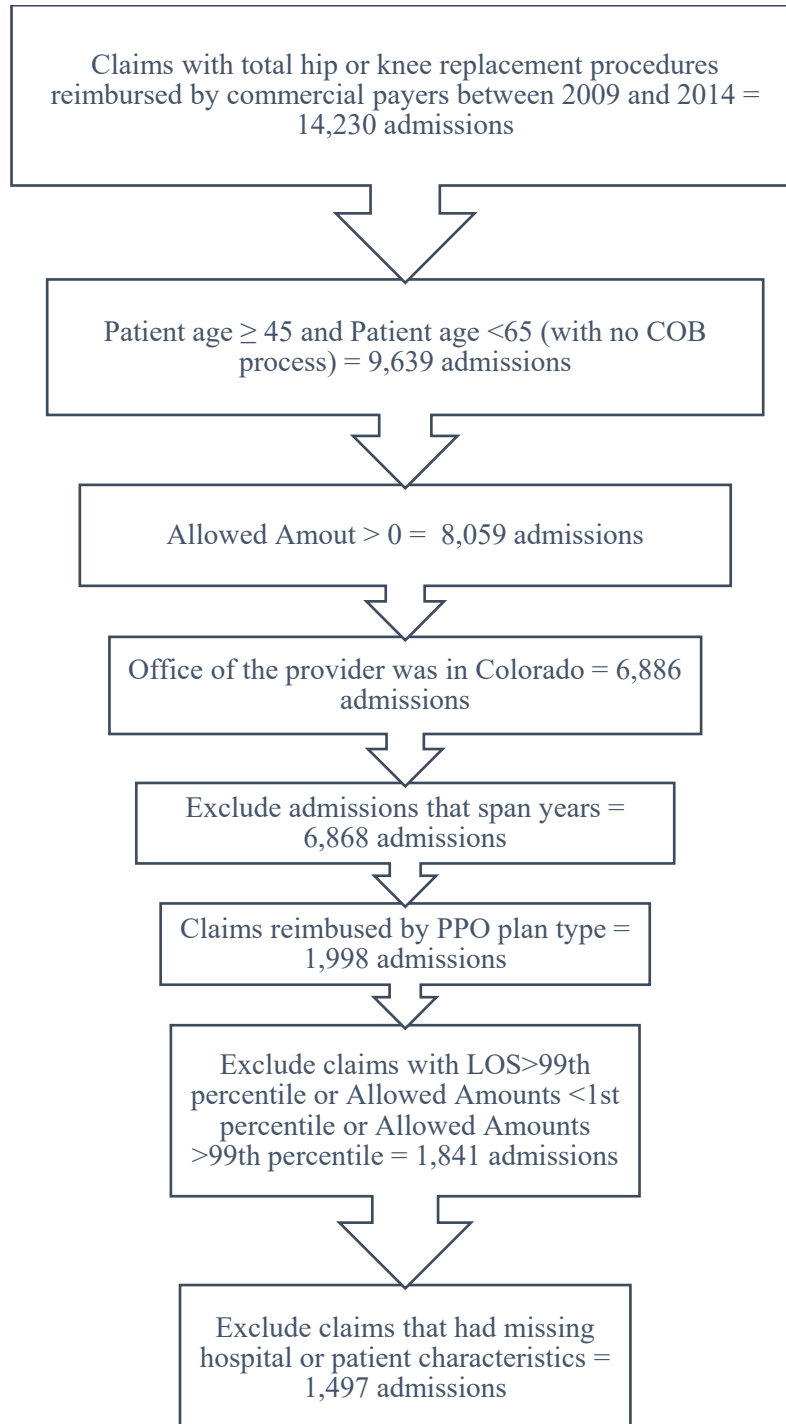 Claims with total hip or knee replacement procedures
reimbursed by commercial payers between 2009 and 2014 =
14,230 admissions
Patient age ≥ 45 and Patient age <65 (with no COB
process) = 9,639 admissions
Allowed Amout > 0 = 8,059 admissions
Office of the provider was in Colorado = 6,886
admissions
Exclude admissions that span years =
6,868 admissions
Claims reimbused by PPO plan type =
1,998 admissions
Exclude claims with LOS>99th
percentile or Allowed Amounts <1st
percentile or Allowed Amounts
>99th percentile = 1,841 admissions
Exclude claims that had missing
hospital or patient characteristics =
1,497 admissions